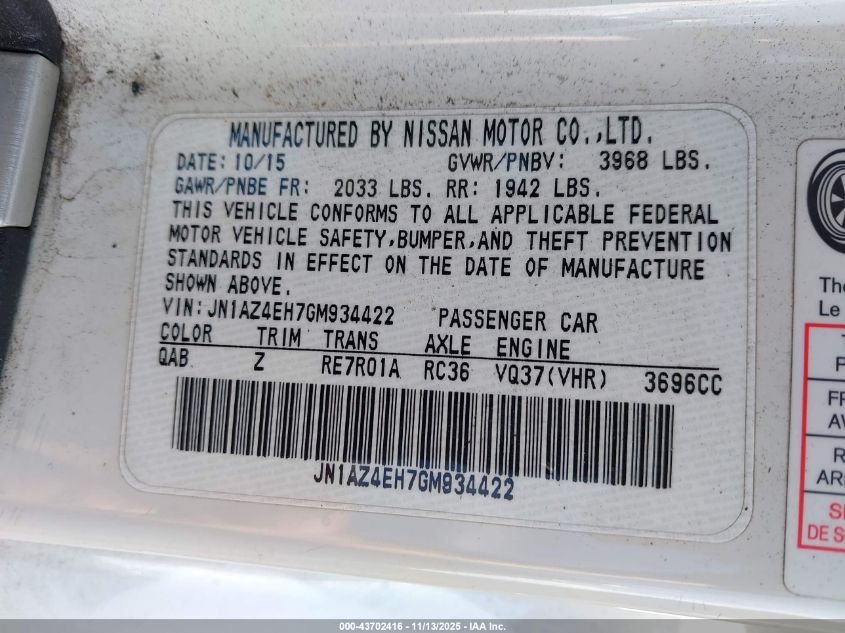 MANUFACTURED BY NISSAN MOTOR CO.,LTD.
DATE: 10/15 GVWR/PNBV: 3968 LBS.
GAWR/PNBE FR: 2033 LBS. RR: 1942 LBS.
THIS VEHICLE CONFORMS TO ALL APPLICABLE FEDERAL
MOTOR VEHICLE SAFETY,BUMPER,AND THEFT PREVENTION
STANDARDS IN EFFECT ON THE DATE OF MANUFACTURE
SHOWN ABOVE.
VIN:JN1AZ4EH7GM934422 PASSENGER CAR
COLOR TRIM TRANS AXLE ENGINE
QAB Z RE7R01A RC36 VQ37(VHR) 3696CC
JN1AZ4EH7GM934422
Le
DE
000-43702416 - 11/13/2025 - IAA Inc.